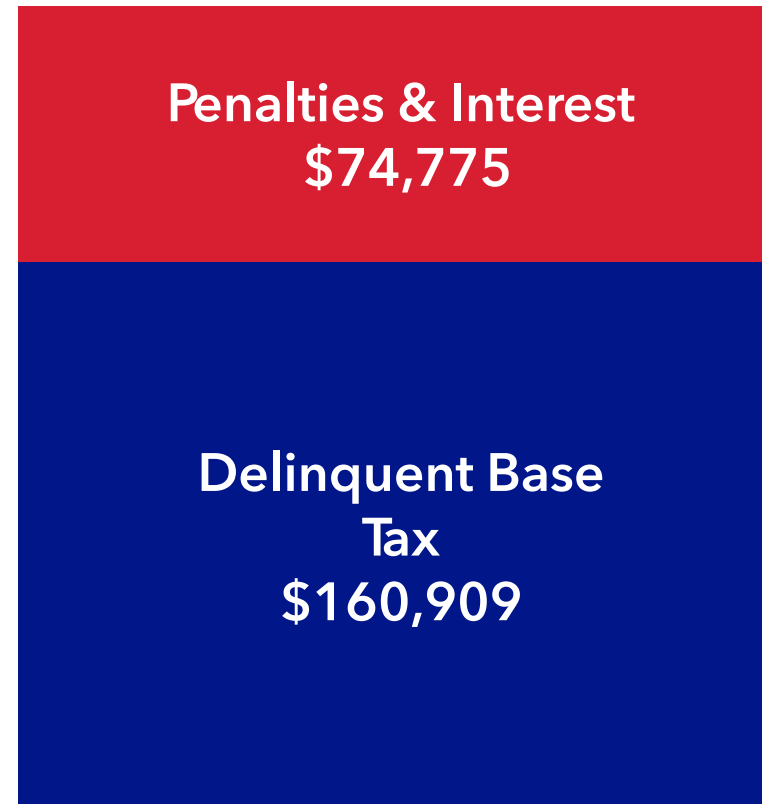 Penalties & Interest
$74,775
Delinquent Base
Tax
$160,909